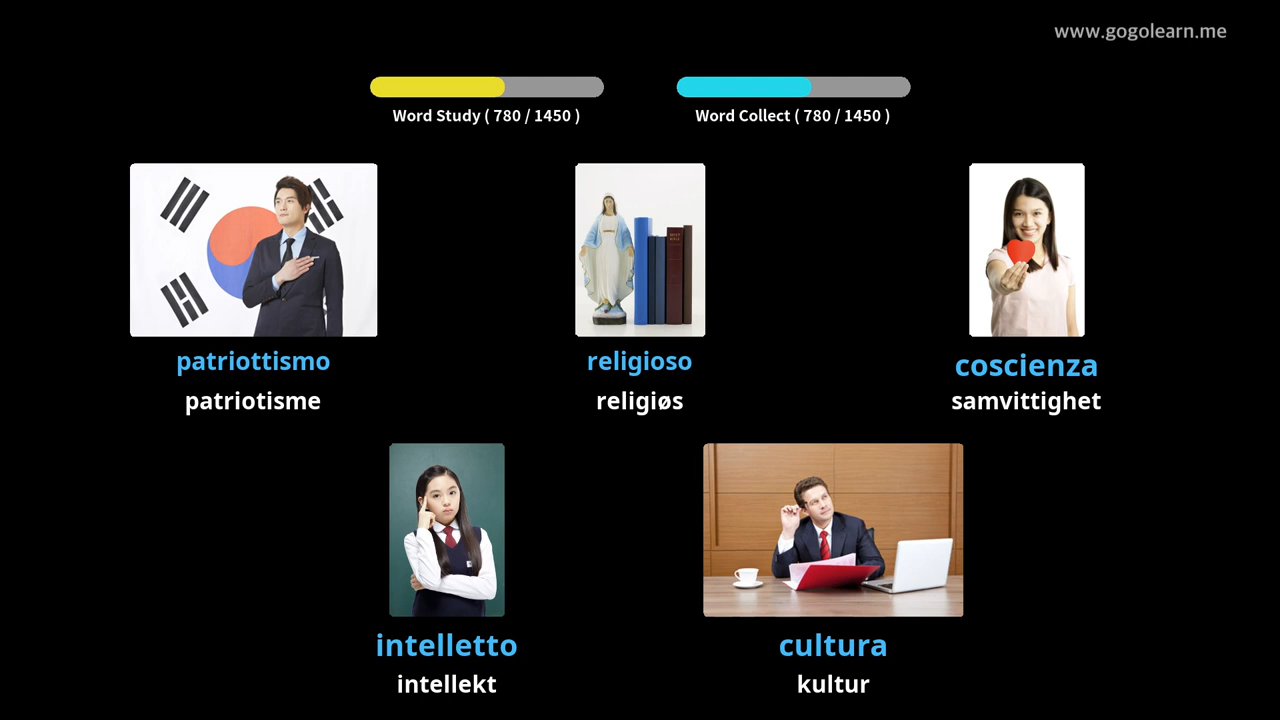 www.gogolearn.me
Word Study ( 780 / 1450 )
Word Collect ( 780 / 1450 )
patriottismo
patriotisme
religioso
religiøs
coscienza
samvittighet
intelletto
intellekt
cultura
kultur